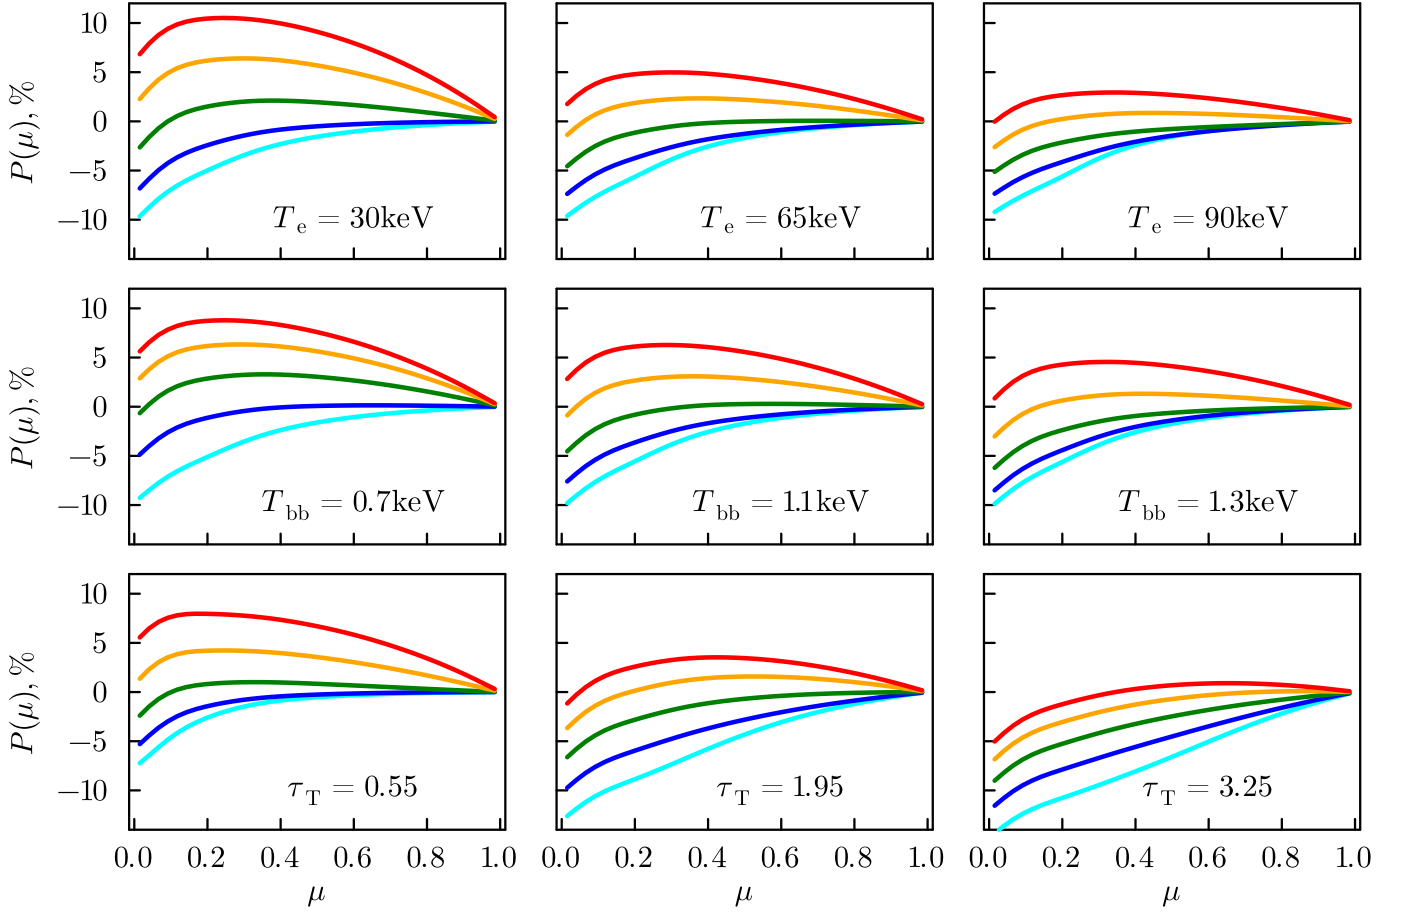 P(μ), %
10
5
0
−5
−10
T_e = 30keV
T_e = 65keV
T_e = 90keV
P(μ), %
10
5
0
−5
−10
T_bb = 0.7keV
T_bb = 1.1keV
T_bb = 1.3keV
P(μ), %
10
5
0
−5
−10
τ_T = 0.55
τ_T = 1.95
τ_T = 3.25
0.0 0.2 0.4 0.6 0.8 1.0
0.0 0.2 0.4 0.6 0.8 1.0
0.0 0.2 0.4 0.6 0.8 1.0
μ
μ
μ